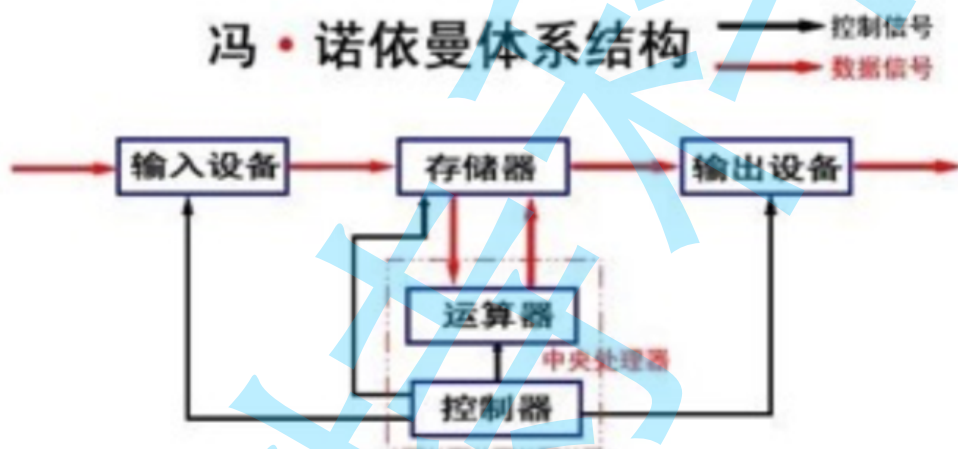 冯·诺依曼体系结构
控制信号
数据信号
输入设备
存储器
输出设备
运算器
中央处理器
控制器